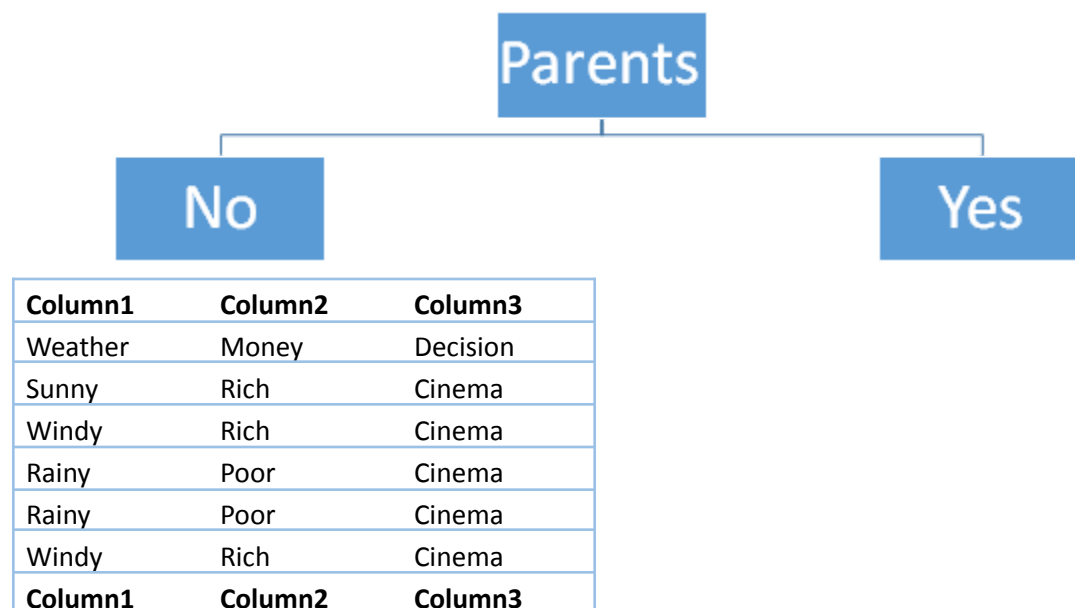 Parents
No Yes
Column1 Column2 Column3
Weather Money Decision
Sunny Rich Cinema
Windy Rich Cinema
Rainy Poor Cinema
Rainy Poor Cinema
Windy Rich Cinema
Column1 Column2 Column3